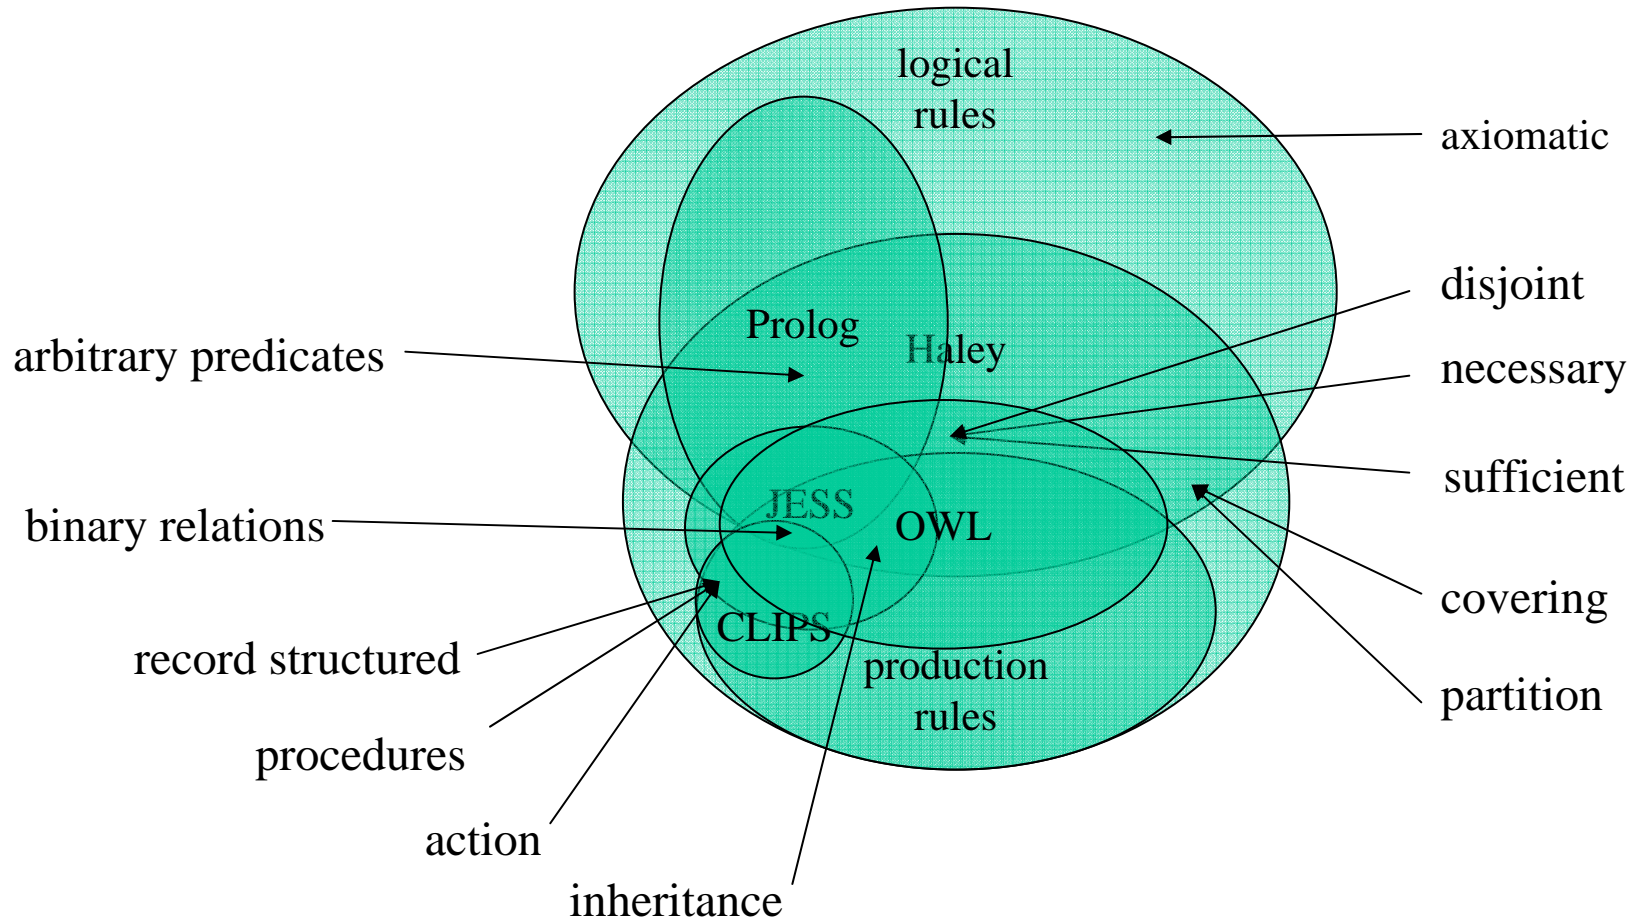 logical
rules
axiomatic
disjoint
Prolog
Haley
arbitrary predicates
necessary
sufficient
JESS
OWL
binary relations
covering
CLIPS
record structured
production
rules
partition
procedures
action
inheritance